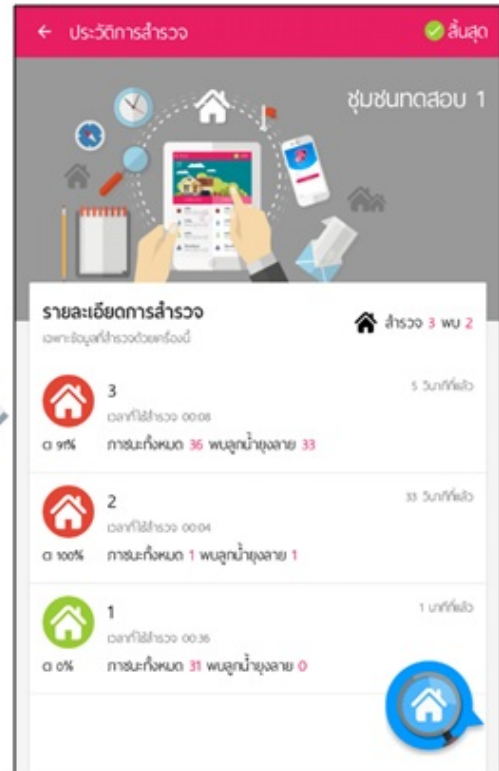 ประวัติการสำรวจ
สิ้นสุด
ชุมชนทดสอบ 1
รายละเอียดการสำรวจ
เฉพาะข้อมูลที่สำรวจด้วยเครื่องนี้
สำรวจ 3 พบ 2
3
5 วินาทีที่แล้ว
เวลาที่ใช้สำรวจ 00:08
91%
ภาชนะทั้งหมด 36 พบลูกน้ำยุงลาย 33
2
33 วินาทีที่แล้ว
เวลาที่ใช้สำรวจ 00:04
100%
ภาชนะทั้งหมด 1 พบลูกน้ำยุงลาย 1
1
1 นาทีที่แล้ว
เวลาที่ใช้สำรวจ 00:36
0%
ภาชนะทั้งหมด 31 พบลูกน้ำยุงลาย 0